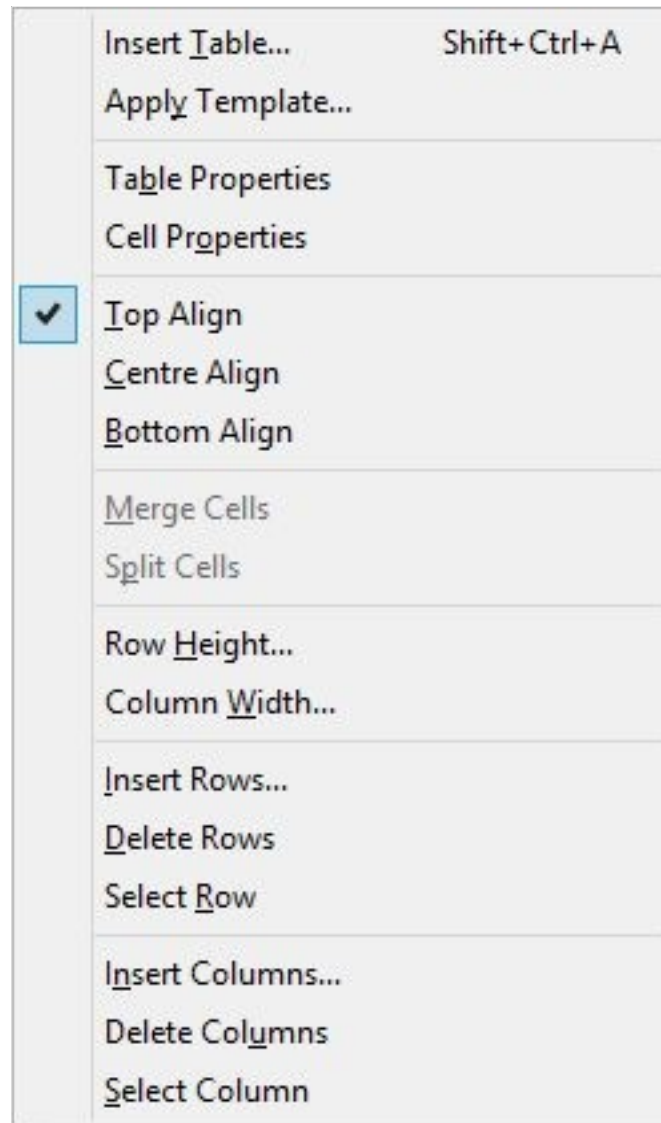 Insert Table... Shift+Ctrl+A
Apply Template...
Table Properties
Cell Properties
Top Align
Centre Align
Bottom Align
Merge Cells
Split Cells
Row Height...
Column Width...
Insert Rows...
Delete Rows
Select Row
Insert Columns...
Delete Columns
Select Column